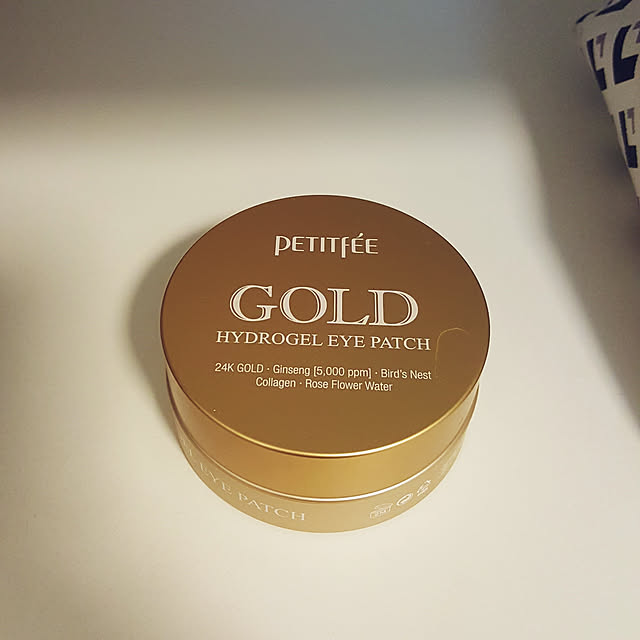 PETITFÉE
GOLD
HYDROGEL EYE PATCH
24K GOLD · Ginseng [5,000 ppm] · Bird's Nest
Collagen · Rose Flower Water
EYE PATCH